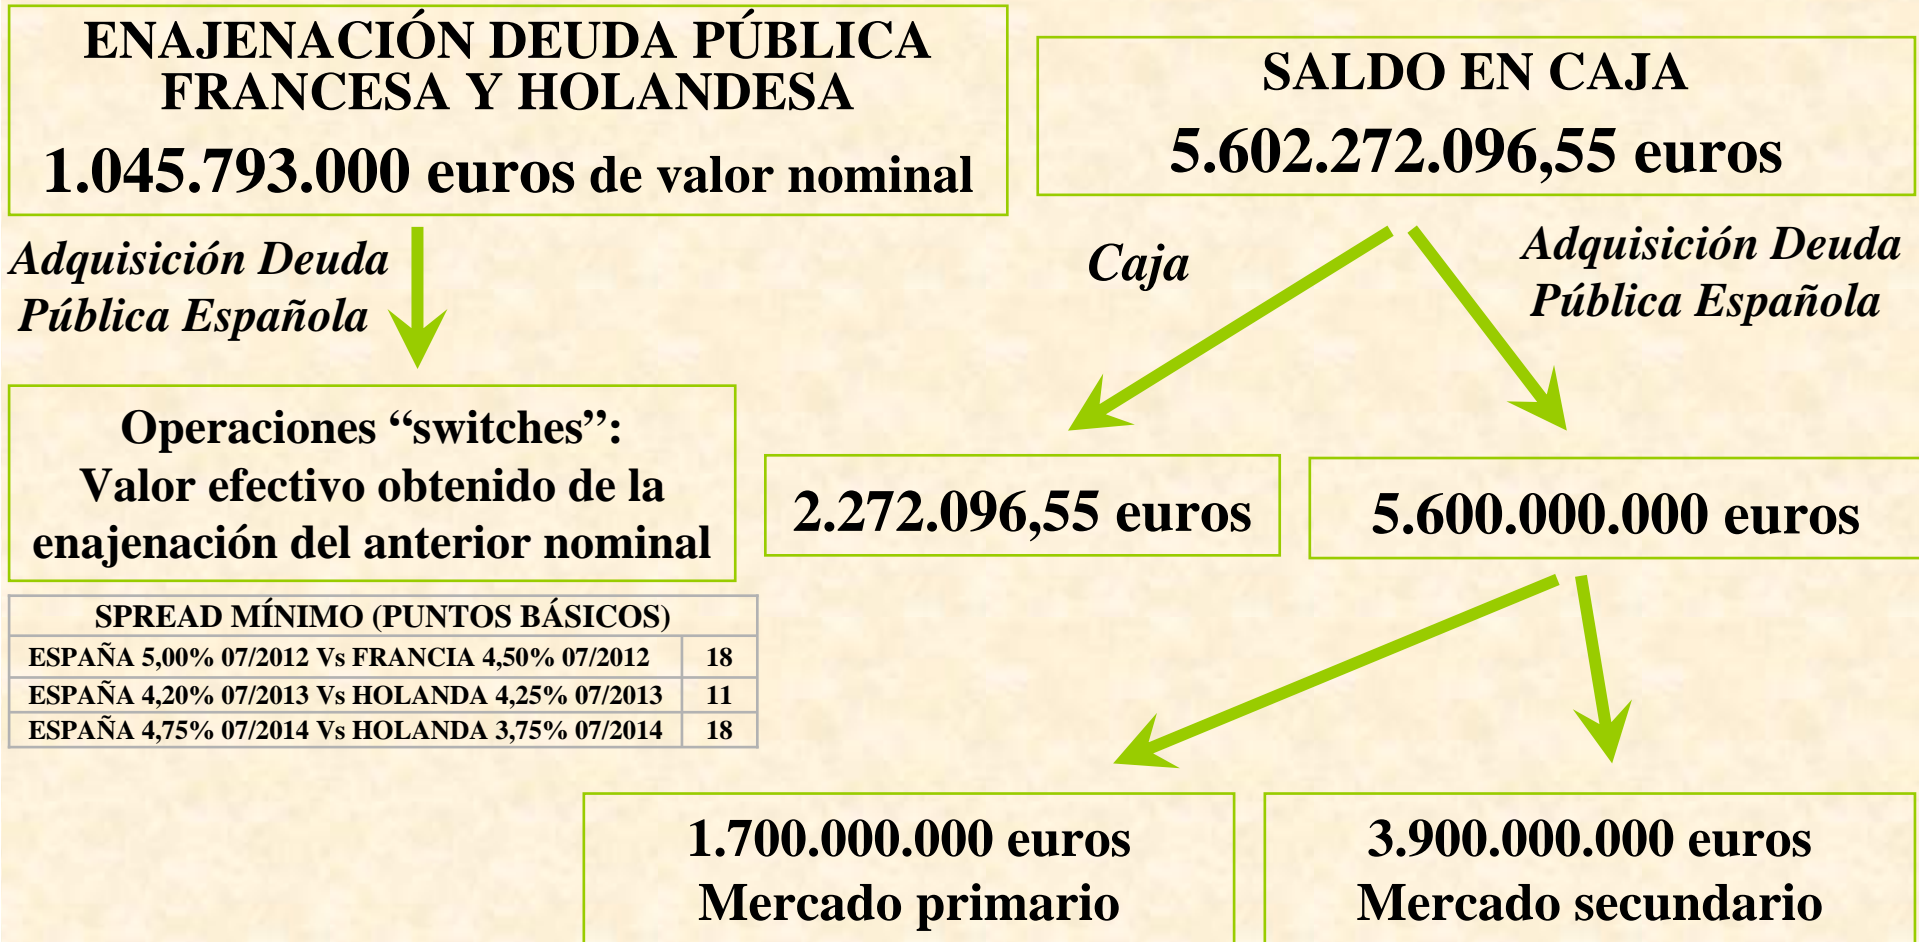 ENAJENACIÓN DEUDA PÚBLICA
FRANCESA Y HOLANDESA
1.045.793.000 euros de valor nominal
SALDO EN CAJA
5.602.272.096,55 euros
Adquisición Deuda
Pública Española
Caja
Adquisición Deuda
Pública Española
Operaciones “switches”:
Valor efectivo obtenido de la
enajenación del anterior nominal
2.272.096,55 euros
5.600.000.000 euros
SPREAD MÍNIMO (PUNTOS BÁSICOS)
ESPAÑA 5,00% 07/2012 Vs FRANCIA 4,50% 07/2012 18
ESPAÑA 4,20% 07/2013 Vs HOLANDA 4,25% 07/2013 11
ESPAÑA 4,75% 07/2014 Vs HOLANDA 3,75% 07/2014 18
1.700.000.000 euros
Mercado primario
3.900.000.000 euros
Mercado secundario